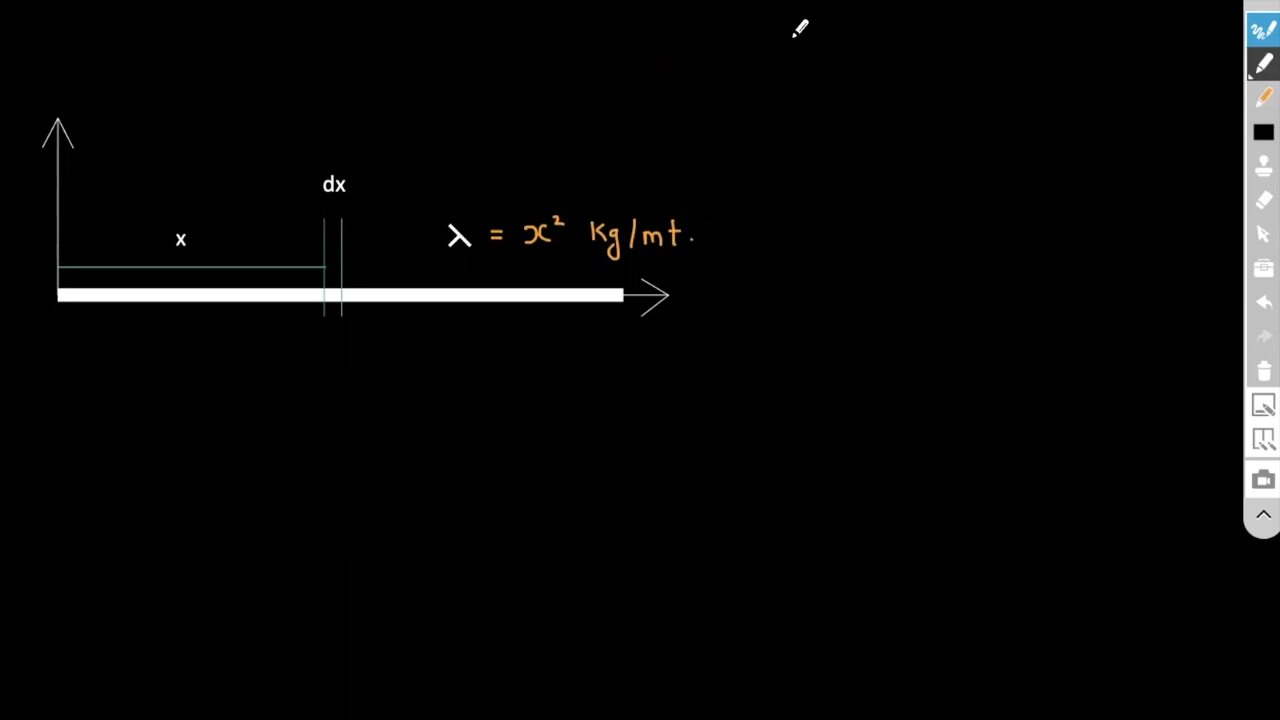 dx
x
λ = x² kg/mt.